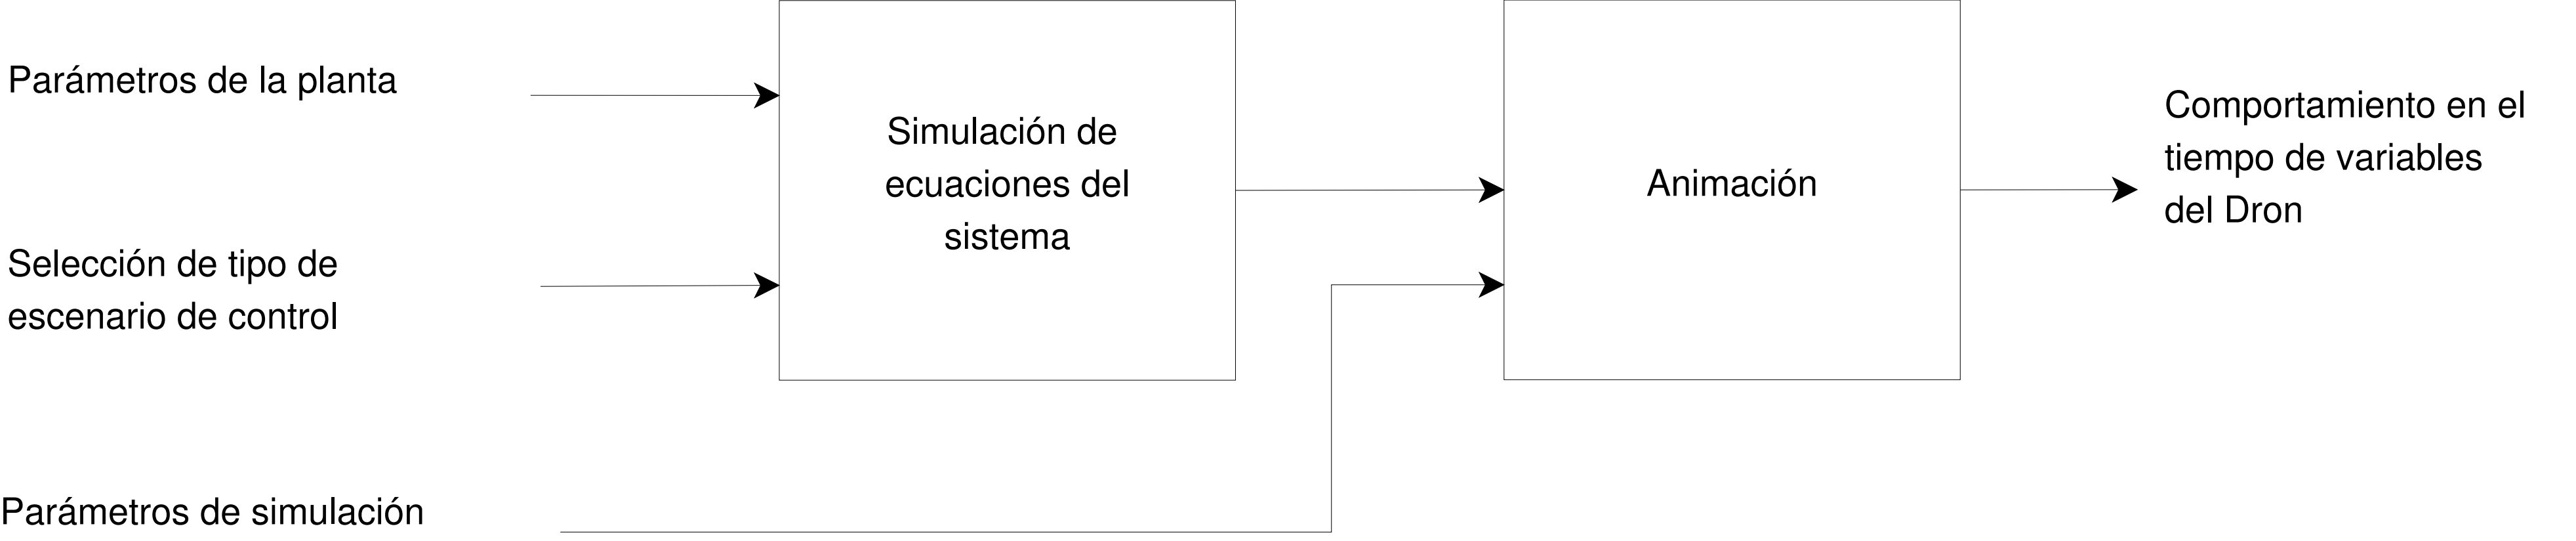 Parámetros de la planta
Selección de tipo de
escenario de control
Parámetros de simulación
Simulación de
ecuaciones del
sistema
Animación
Comportamiento en el
tiempo de variables
del Dron